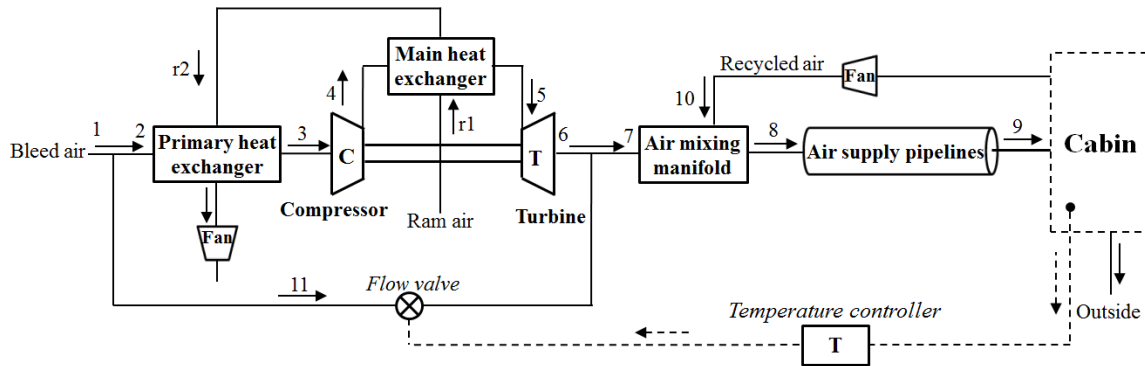 Bleed air
1
2
Primary heat
exchanger
r2
Fan
3
C
Compressor
4
Main heat
exchanger
r1
Ram air
5
T
Turbine
6
7
Air mixing
manifold
10
Recycled air
Fan
8
Air supply pipelines
9
Cabin
Outside
11
Flow valve
Temperature controller
T